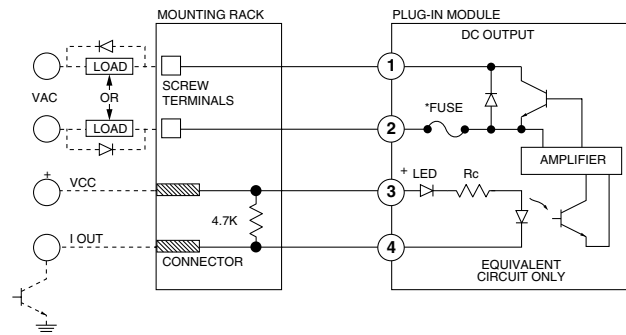 MOUNTING RACK
PLUG-IN MODULE
DC OUTPUT
LOAD
1
SCREW
TERMINALS
VAC
OR
*FUSE
LOAD
2
AMPLIFIER
+
VCC
3
+ LED
Rc
4.7K
I OUT
4
CONNECTOR
EQUIVALENT
CIRCUIT ONLY